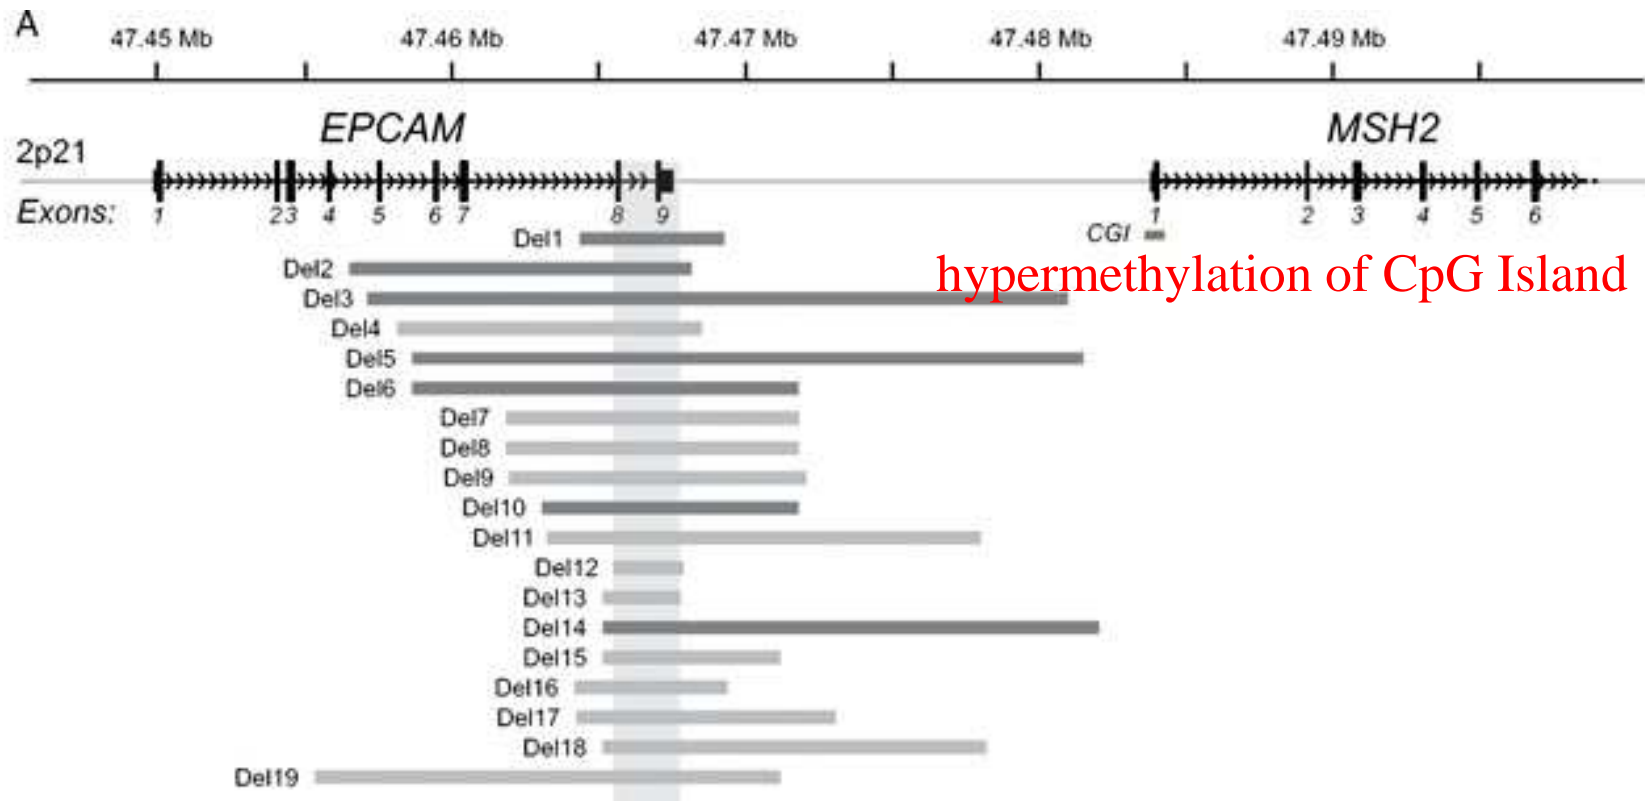 A
47.45 Mb 47.46 Mb 47.47 Mb 47.48 Mb 47.49 Mb
EPCAM MSH2
2p21
Exons: 1 2 3 4 5 6 7 8 9 1 2 3 4 5 6
Del1 CGI
hypermethylation of CpG Island
Del2
Del3
Del4
Del5
Del6
Del7
Del8
Del9
Del10
Del11
Del12
Del13
Del14
Del15
Del16
Del17
Del18
Del19